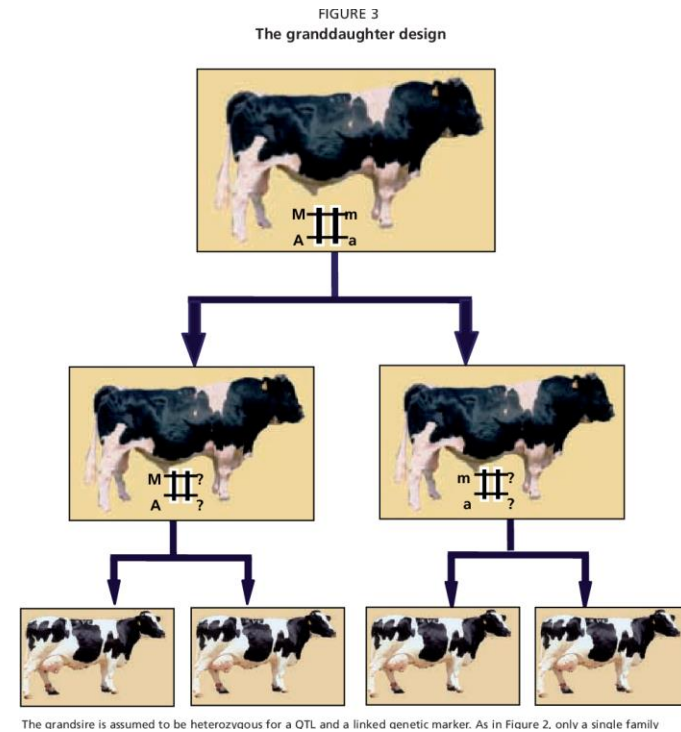 FIGURE 3
The granddaughter design
M m
A a
M ? m ?
A ? a ?
The grandsire is assumed to be heterozygous for a QTL and a linked genetic marker. As in Figure 2, only a single family